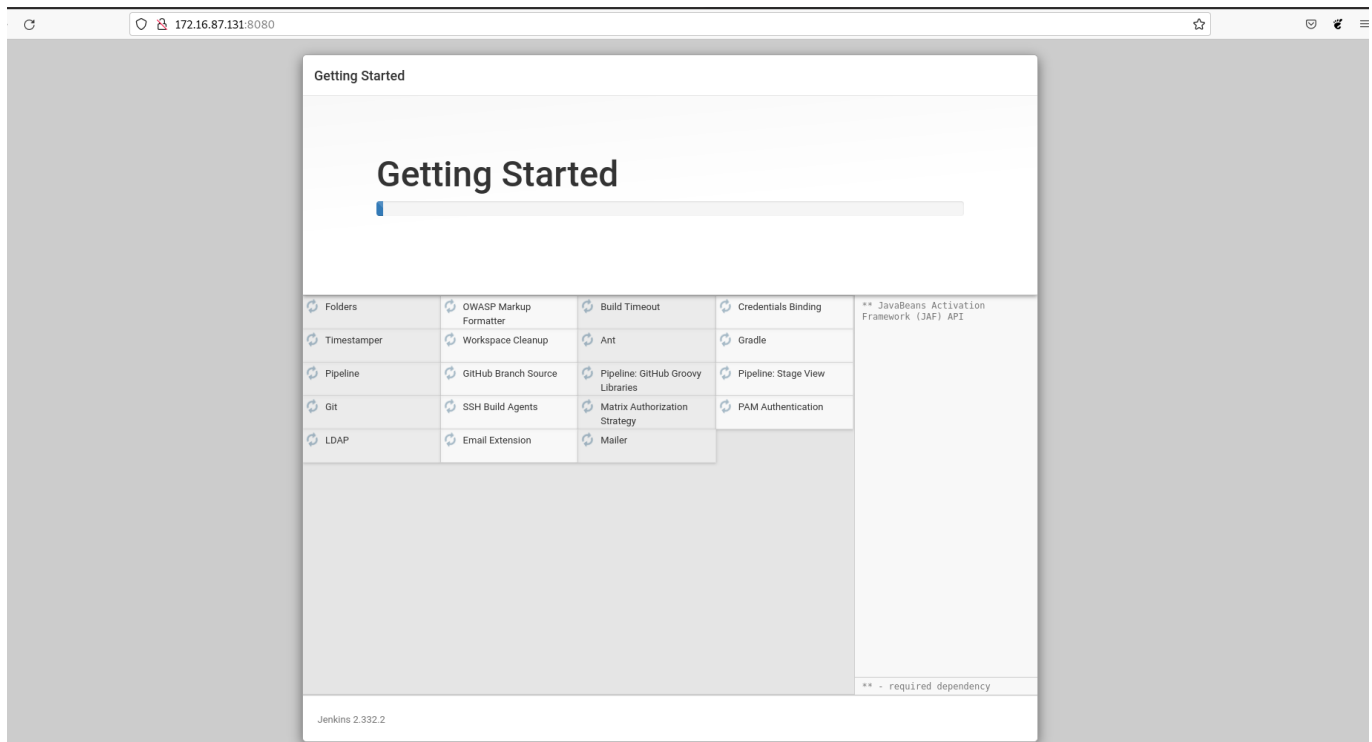 172.16.87.131:8080
Getting Started
Getting Started
Folders
OWASP Markup
Formatter
Build Timeout
Credentials Binding
** JavaBeans Activation
Framework (JAF) API
Timestamper
Workspace Cleanup
Ant
Gradle
Pipeline
GitHub Branch Source
Pipeline: GitHub Groovy
Libraries
Pipeline: Stage View
Git
SSH Build Agents
Matrix Authorization
Strategy
PAM Authentication
LDAP
Email Extension
Mailer
** - required dependency
Jenkins 2.332.2